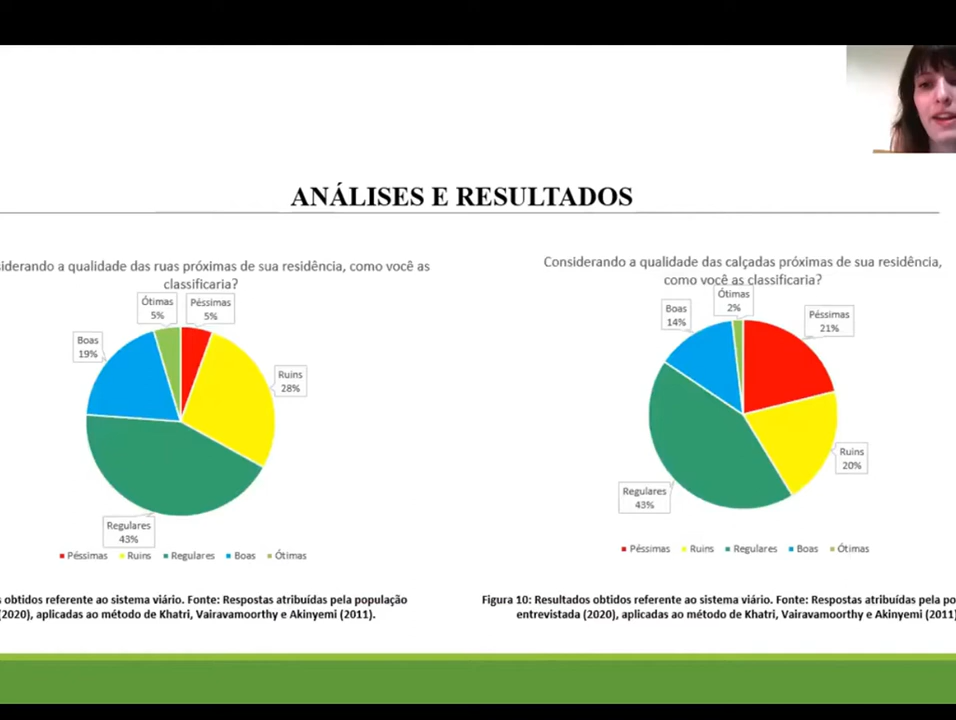 ANÁLISES E RESULTADOS
a qualidade das ruas próximas de sua residência, como você as
classificaria?
Ótimas
5%
Péssimas
5%
Boas
19%
Ruins
28%
Regulares
43%
Péssimas Ruins Regulares Boas Ótimas
obtidos referente ao sistema viário. Fonte: Respostas atribuídas pela população
(2020), aplicadas ao método de Khatri, Vairavamoorthy e Akinyemi (2011).
Considerando a qualidade das calçadas próximas de sua residência,
como você as classificaria?
Ótimas
2%
Boas
14%
Péssimas
21%
Ruins
20%
Regulares
43%
Péssimas Ruins Regulares Boas Ótimas
Figura 10: Resultados obtidos referente ao sistema viário. Fonte: Respostas atribuídas pela
entrevistada (2020), aplicadas ao método de Khatri, Vairavamoorthy e Akinyemi (2011)